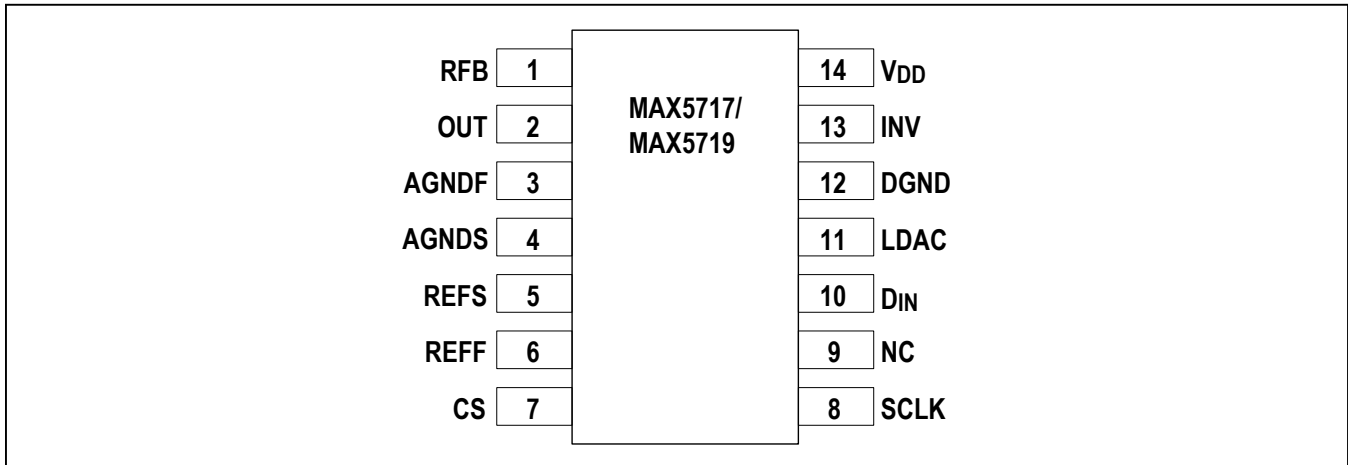 RFB 1
OUT 2
AGNDF 3
AGNDS 4
REFS 5
REFF 6
CS 7
MAX5717/
MAX5719
14 VDD
13 INV
12 DGND
11 LDAC
10 DIN
9 NC
8 SCLK